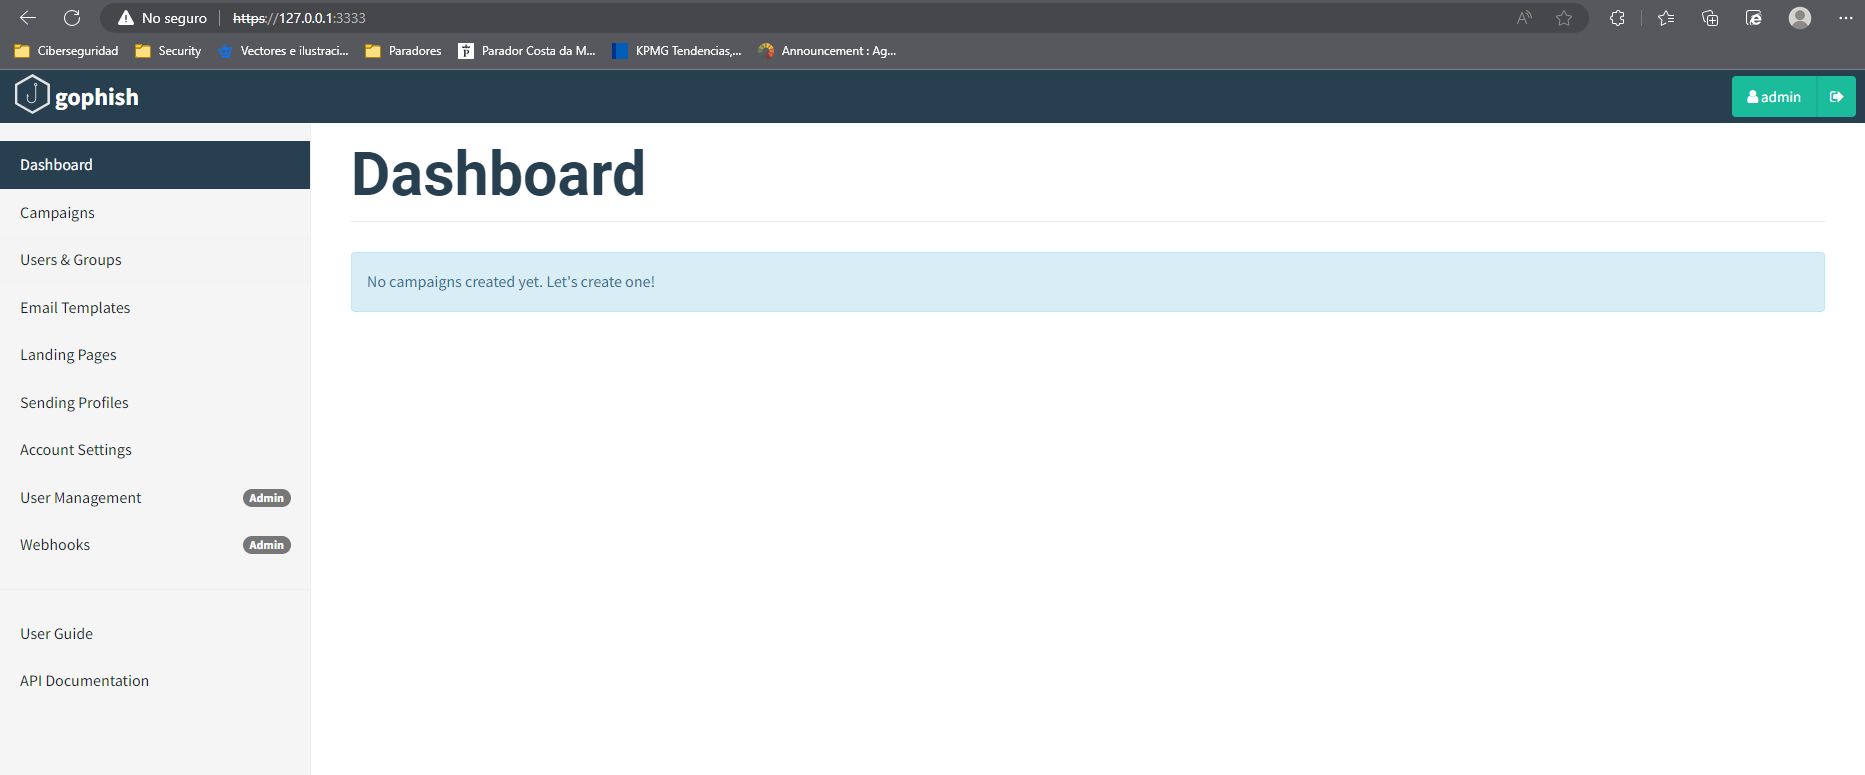 No seguro https://127.0.0.1:3333
Ciberseguridad Security Vectores e ilustraci... Paradores Parador Costa da M... KPMG Tendencias,... Announcement : Ag...
gophish
admin
Dashboard
Campaigns
Users & Groups
Email Templates
Landing Pages
Sending Profiles
Account Settings
User Management Admin
Webhooks Admin
User Guide
API Documentation
Dashboard
No campaigns created yet. Let's create one!